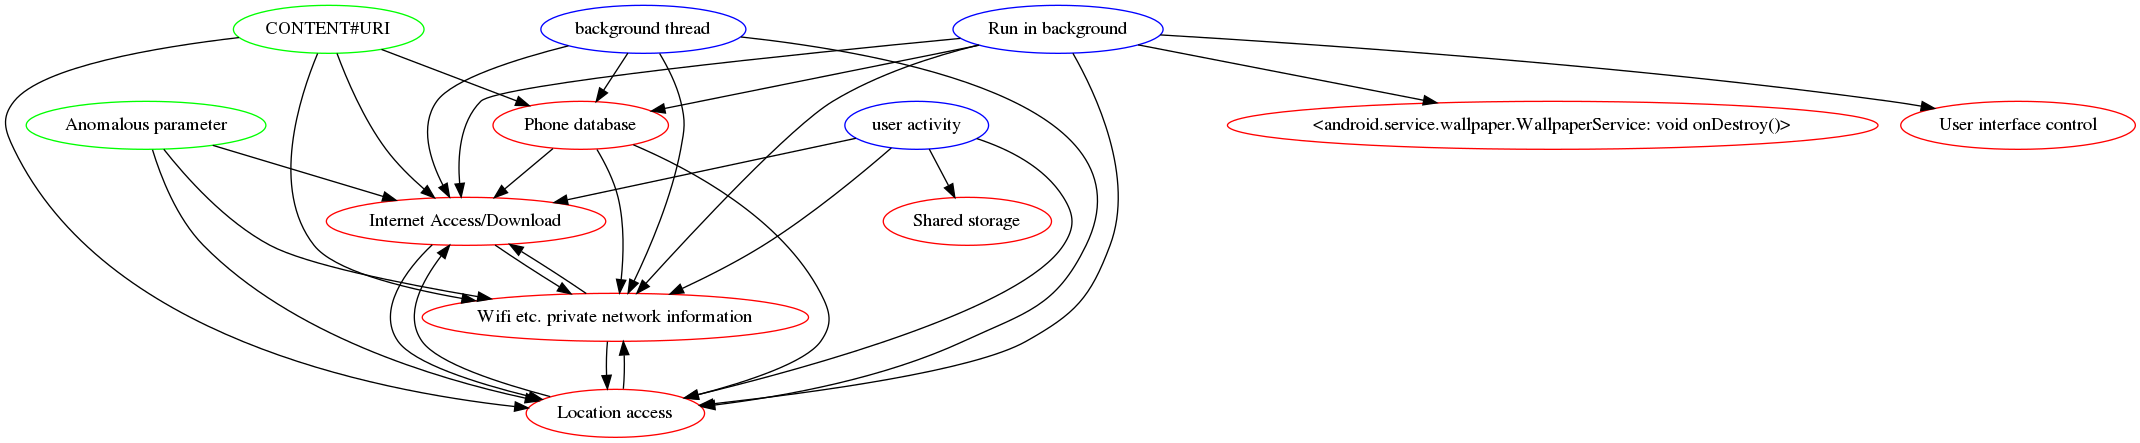 CONTENT#URI
background thread
Run in background
Anomalous parameter
Phone database
user activity
<android.service.wallpaper.WallpaperService: void onDestroy()>
User interface control
Internet Access/Download
Shared storage
Wifi etc. private network information
Location access